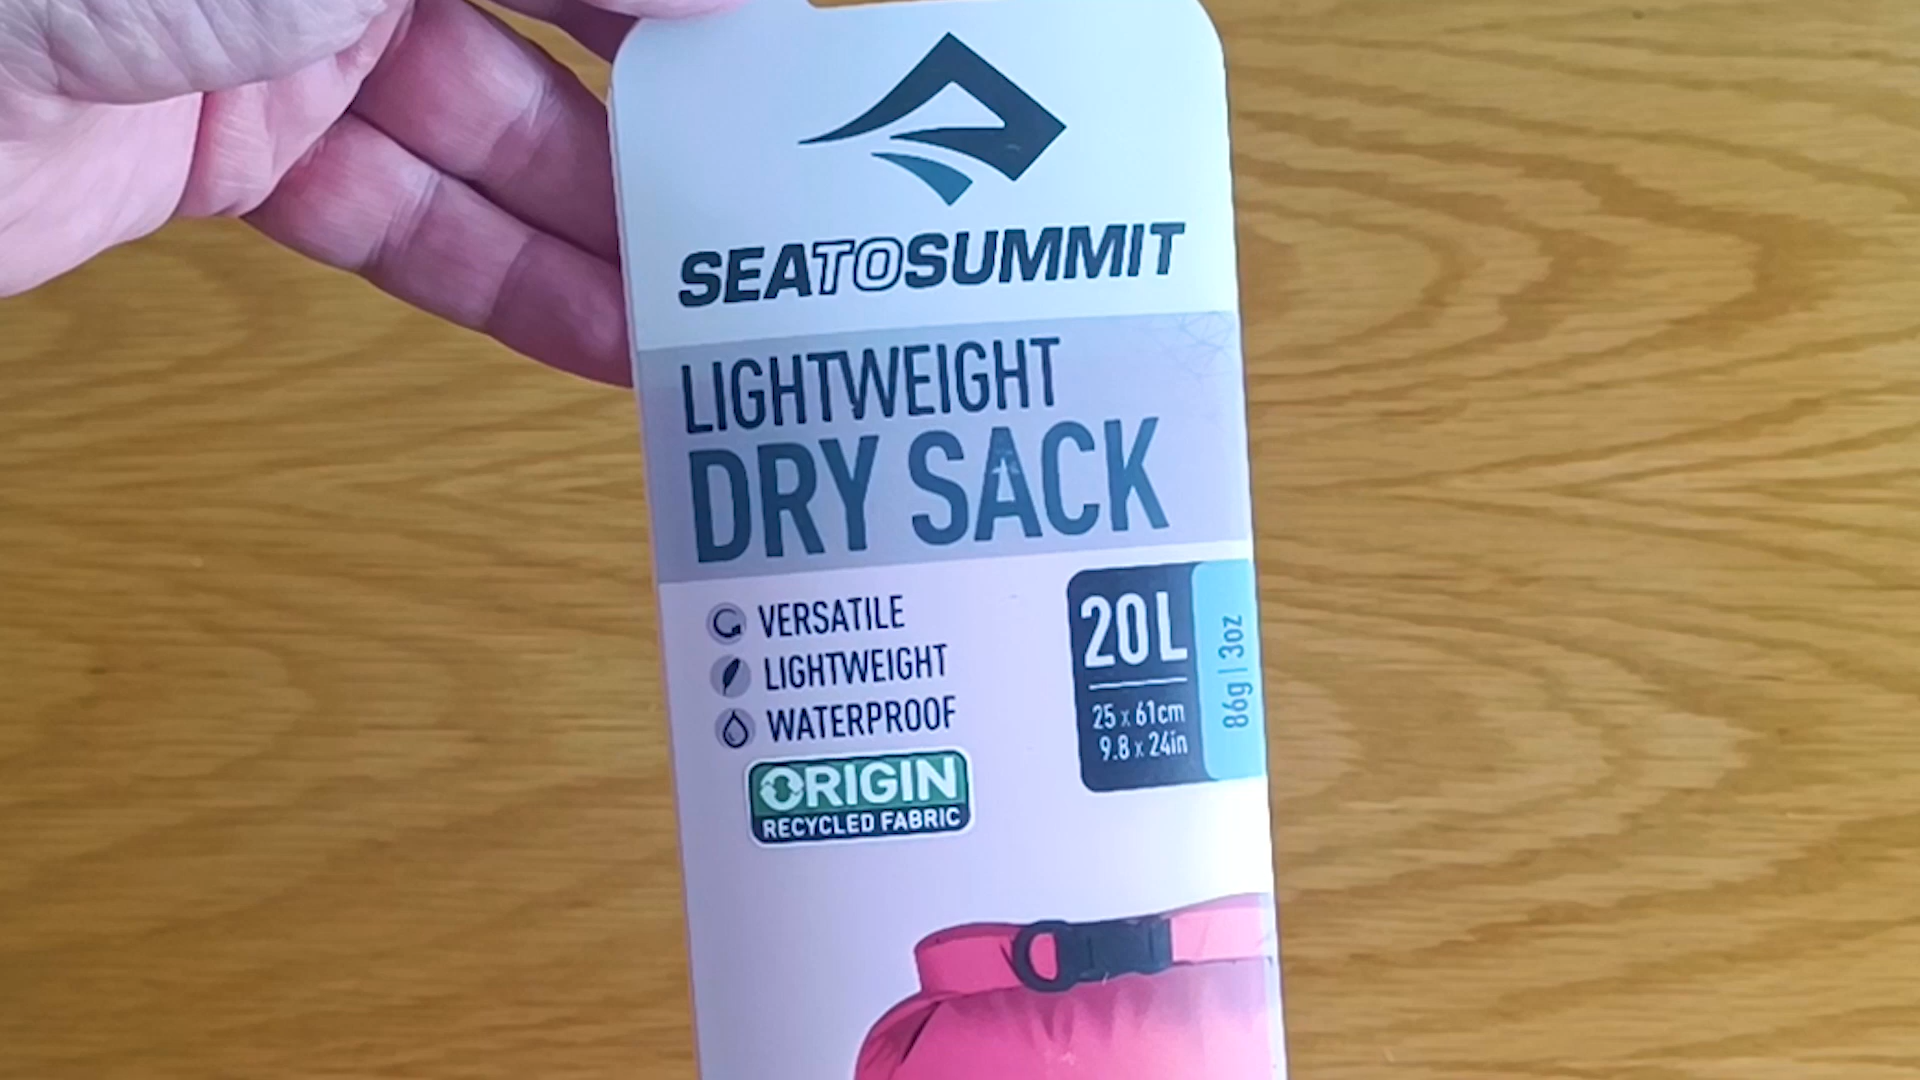 SEATOSUMMIT
LIGHTWEIGHT
DRY SACK
VERSATILE
LIGHTWEIGHT
WATERPROOF
ORIGIN
RECYCLED FABRIC
20L
25 x 61cm
9.8 x 24in
86g | 3oz